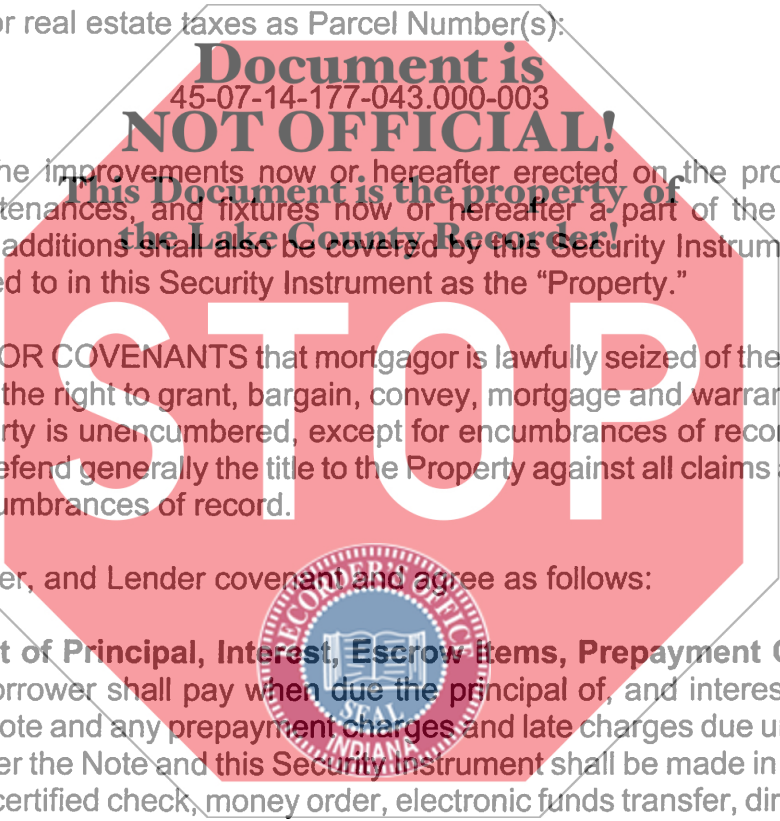 or real estate taxes as Parcel Number(s):
Document is
45-07-14-177-043.000-003
NOT OFFICIAL!
he improvements now or hereafter erected on the pro
This Document is the property of
tenances, and fixtures now or hereafter a part of the
the Lake County Recorder!
additions shall also be covered by this Security Instrum
ed to in this Security Instrument as the “Property.”
STOP
OR COVENANTS that mortgagor is lawfully seized of the
the right to grant, bargain, convey, mortgage and warran
rty is unencumbered, except for encumbrances of recor
efend generally the title to the Property against all claims
umbrances of record.
er, and Lender covenant and agree as follows:
RECORDER'S OFFICE
t of Principal, Interest, Escrow Items, Prepayment
orrower shall pay when due the principal of, and interes
SEAL
ote and any prepayment charges and late charges due u
INDIANA
er the Note and this Security Instrument shall be made in
certified check, money order, electronic funds transfer, dir